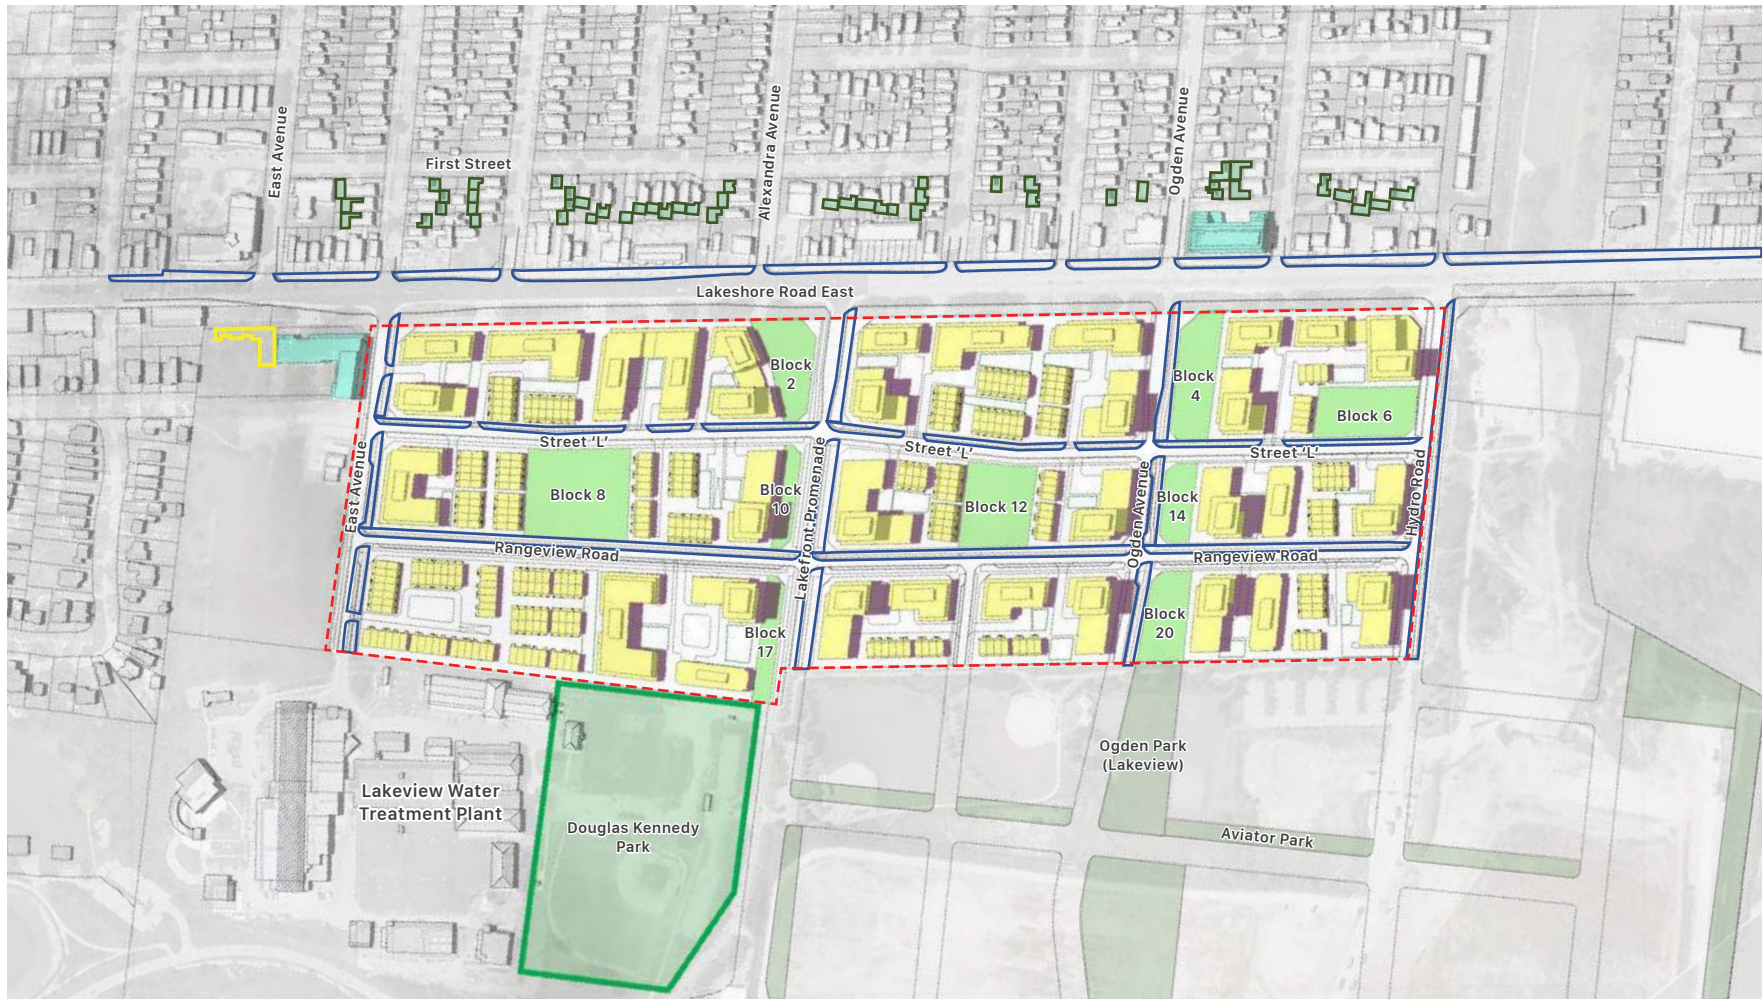 East Avenue
First Street
Alexandra Avenue
Ogden Avenue
Lakeshore Road East
Block
2
Block
4
Block 6
Street ‘L’
Street ‘L’
Street ‘L’
East Avenue
Block 8
Block
10
Lakefront Promenade
Block 12
Ogden Avenue
Block
14
Hydro Road
Rangeview Road
Rangeview Road
Block
17
Block
20
Lakeview Water
Treatment Plant
Douglas Kennedy
Park
Ogden Park
(Lakeview)
Aviator Park